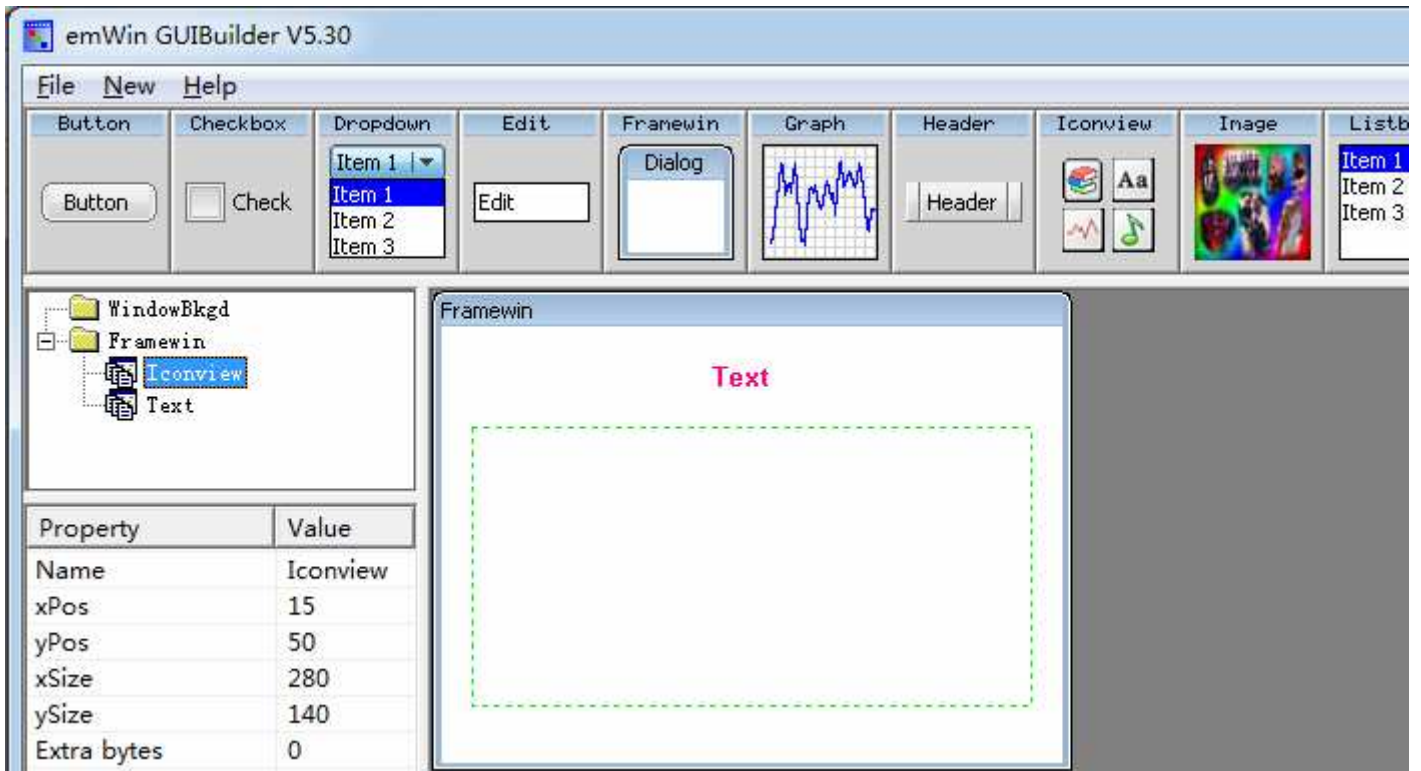 emWin GUIBuilder V5.30
File New Help
Button Checkbox Dropdown Edit Framewin Graph Header Iconview Image Listb
Button
Check
Item 1
Item 1
Item 2
Item 3
Edit
Dialog
Header
Aa
Item 1
Item 2
Item 3
WindowBkgd
Framewin
Iconview
Text
Framewin
Text
Property Value
Name Iconview
xPos 15
yPos 50
xSize 280
ySize 140
Extra bytes 0